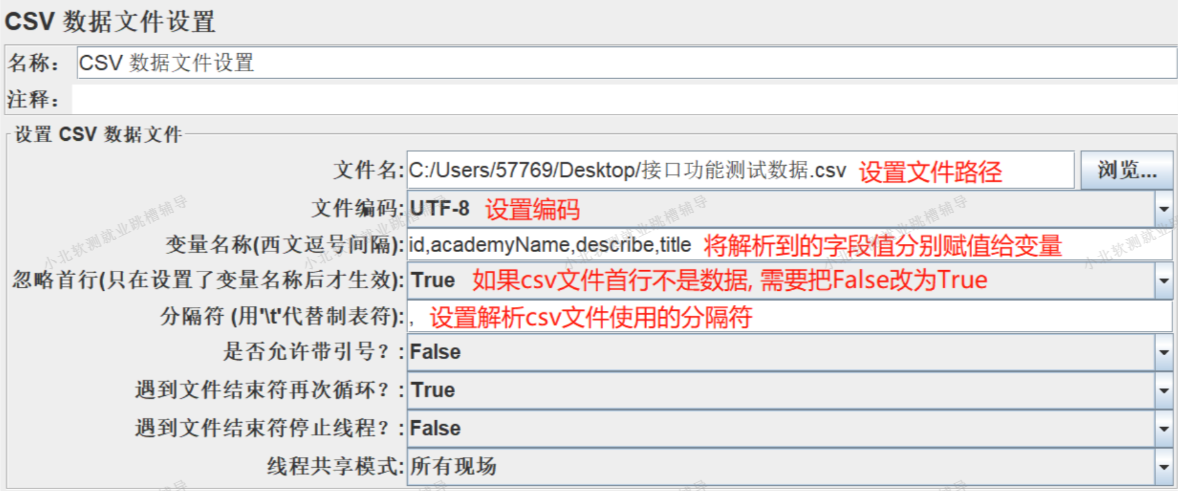 CSV 数据文件设置
名称： CSV 数据文件设置
注释：
设置 CSV 数据文件
文件名: C:/Users/57769/Desktop/接口功能测试数据.csv 设置文件路径 浏览...
文件编码: UTF-8 设置编码
变量名称(西文逗号间隔): id,academyName,describe,title 将解析到的字段值分别赋值给变量
忽略首行(只在设置了变量名称后才生效): True 如果csv文件首行不是数据, 需要把False改为True
分隔符 (用'\t'代替制表符): , 设置解析csv文件使用的分隔符
是否允许带引号？: False
遇到文件结束符再次循环？: True
遇到文件结束符停止线程？: False
线程共享模式: 所有现场
小北软测就业跳槽辅导